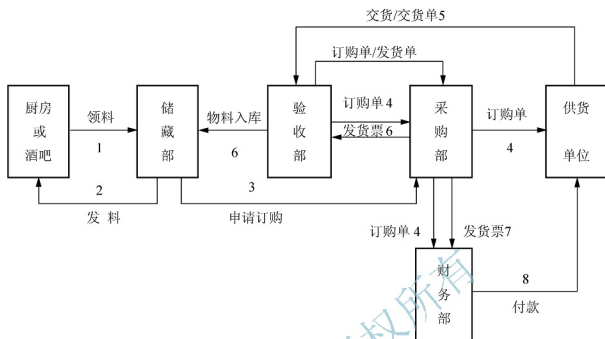 交货/交货单5
订购单/发货单
厨房
或
酒吧
领料
1
储
藏
部
物料入库
6
验
收
部
订购单 4
发货票 6
采
购
部
订购单
4
供货
单位
2
发 料
3
申请订购
订购单 4
发货票7
财
务
部
8
付款
权所有